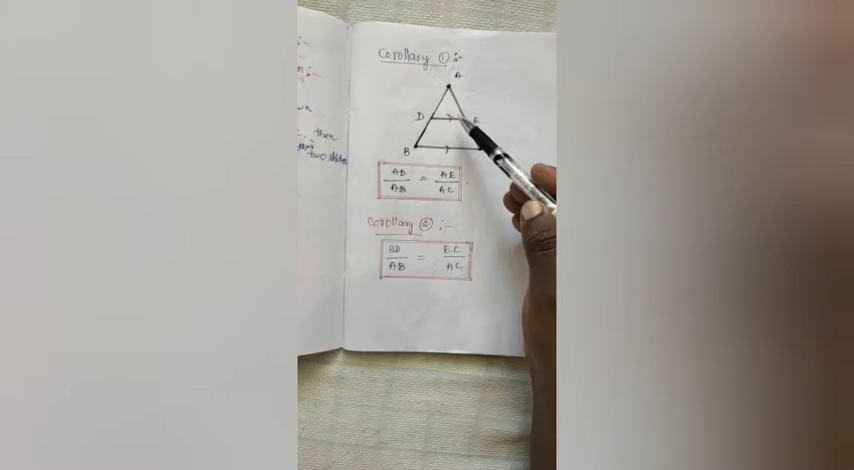 then
two sides
Corollary ① :-
A
D
E
B
AD/AB = AE/AC
Corollary ② :-
BD/AB = EC/AC